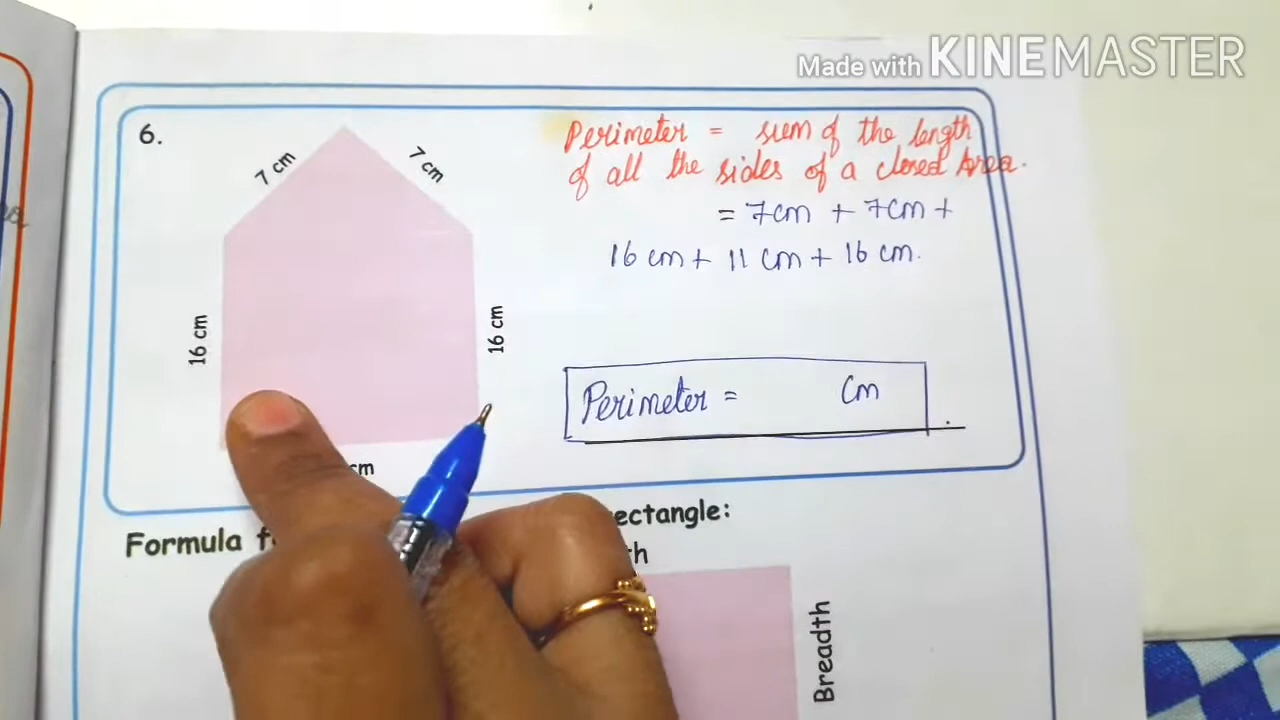 Made with KINEMASTER
6.
7 cm
7 cm
16 cm
16 cm
cm
Perimeter = sum of the length
of all the sides of a closed Area.
= 7cm + 7cm +
16 cm + 11 cm + 16 cm.
Perimeter = Cm
Formula
ectangle:
th
Breadth